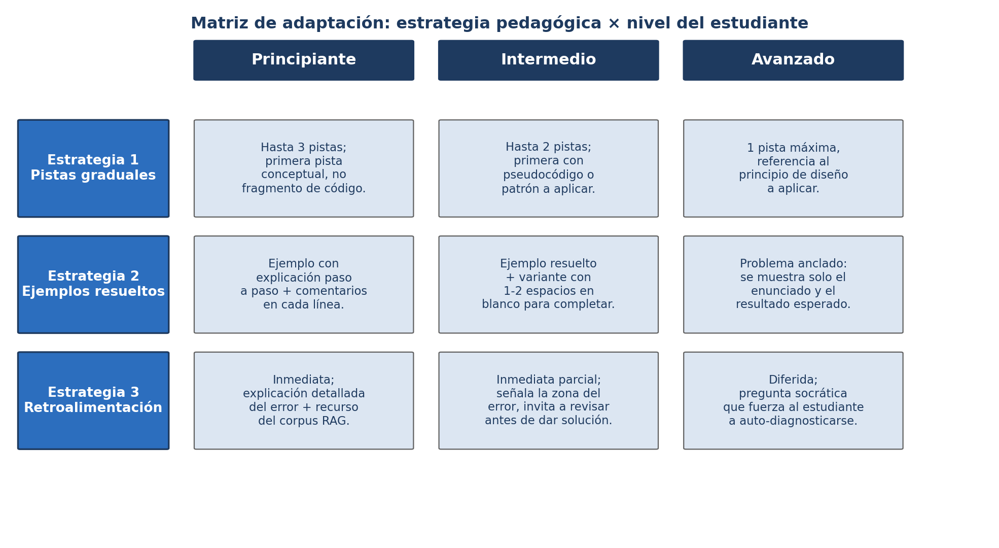 Matriz de adaptación: estrategia pedagógica × nivel del estudiante
Principiante
Intermedio
Avanzado
Estrategia 1
Pistas graduales
Hasta 3 pistas;
primera pista
conceptual, no
fragmento de código.
Hasta 2 pistas;
primera con
pseudocódigo o
patrón a aplicar.
1 pista máxima,
referencia al
principio de diseño
a aplicar.
Estrategia 2
Ejemplos resueltos
Ejemplo con
explicación paso
a paso + comentarios
en cada línea.
Ejemplo resuelto
+ variante con
1-2 espacios en
blanco para completar.
Problema anclado:
se muestra solo el
enunciado y el
resultado esperado.
Estrategia 3
Retroalimentación
Inmediata;
explicación detallada
del error + recurso
del corpus RAG.
Inmediata parcial;
señala la zona del
error, invita a revisar
antes de dar solución.
Diferida;
pregunta socrática
que fuerza al estudiante
a auto-diagnosticarse.